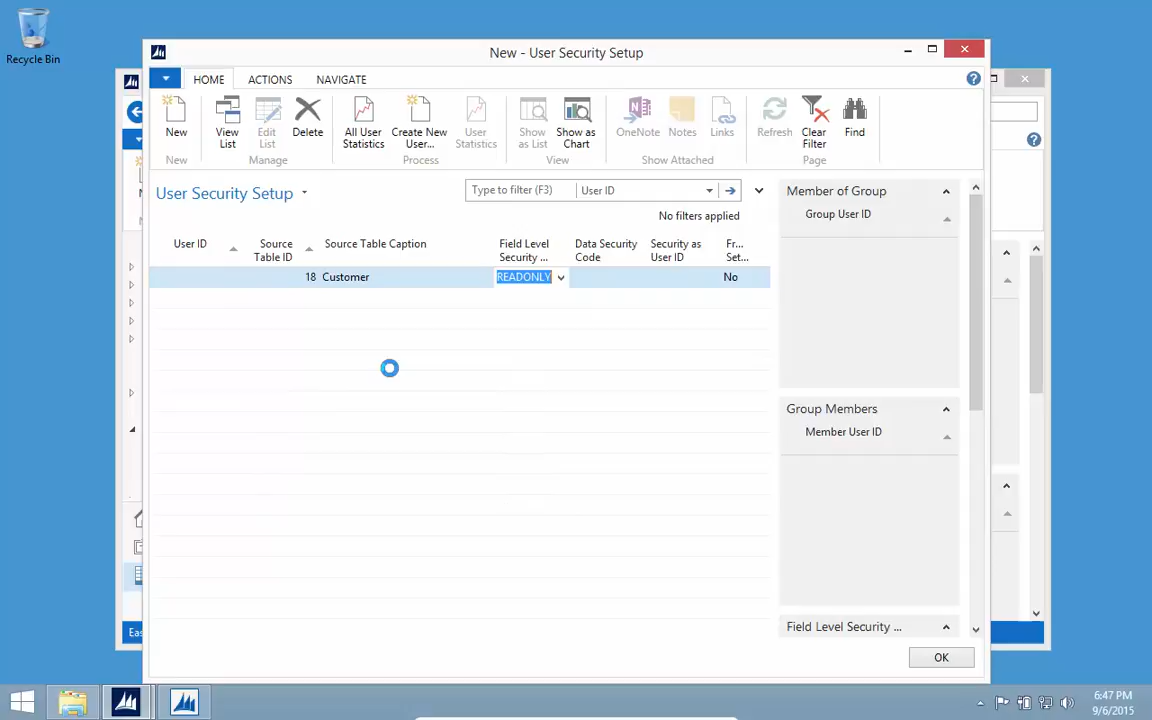 Recycle Bin
New - User Security Setup
HOME ACTIONS NAVIGATE
New
View List
Edit List
Delete
All User Statistics
Create New User...
User Statistics
Show as List
Show as Chart
OneNote
Notes
Links
Refresh
Clear Filter
Find
New Manage Process View Show Attached Page
User Security Setup
Type to filter (F3) User ID
No filters applied
User ID
Source Table ID
Source Table Caption
Field Level Security ...
Data Security Code
Security as User ID
Fr... Set...
18 Customer READONLY No
Member of Group
Group User ID
Group Members
Member User ID
Field Level Security ...
OK
Eas
6:47 PM
9/6/2015